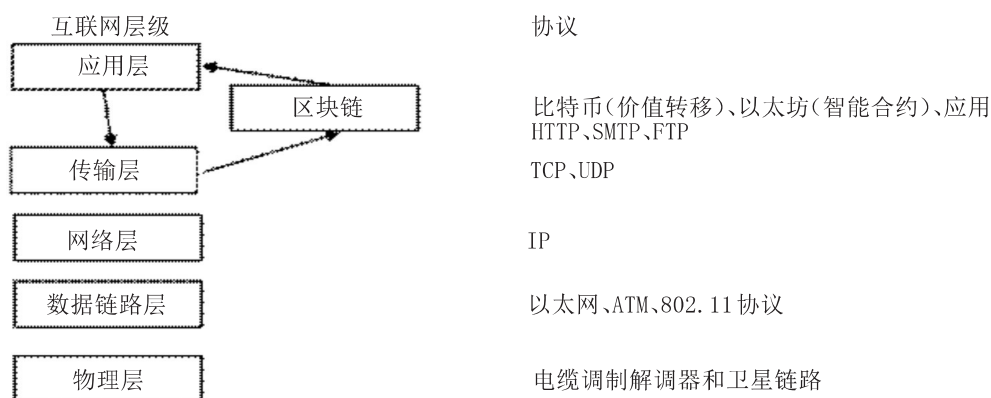 互联网层级 协议
应用层
区块链 比特币(价值转移)、以太坊(智能合约)、应用
HTTP、SMTP、FTP
传输层 TCP、UDP
网络层 IP
数据链路层 以太网、ATM、802.11协议
物理层 电缆调制解调器和卫星链路